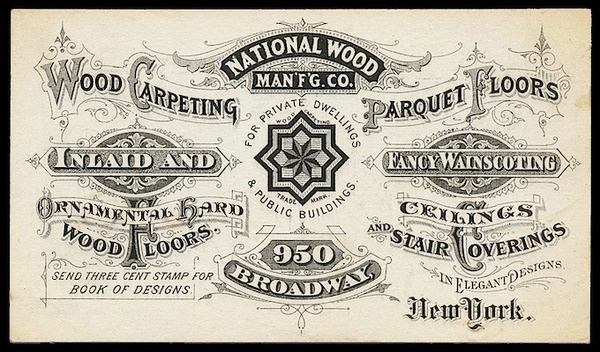 NATIONAL WOOD
MAN'F'G. CO.
WOOD CARPETING
INLAID AND
ORNAMENTAL HARD
WOOD FLOORS.
SEND THREE CENT STAMP FOR
BOOK OF DESIGNS.
FOR PRIVATE DWELLINGS
WOOD CARPETING
TRADE MARK.
& PUBLIC BUILDINGS.
950
BROADWAY,
PARQUET FLOORS
FANCY WAINSCOTING
CEILINGS
AND STAIR COVERINGS
IN ELEGANT DESIGNS
New York.